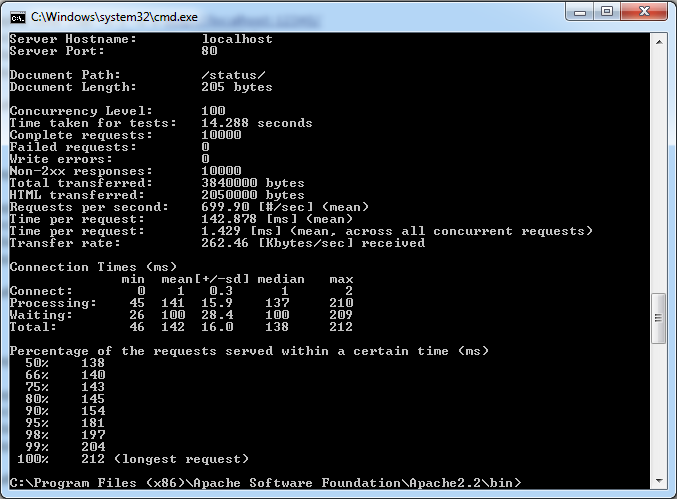 C:\Windows\system32\cmd.exe
Server Hostname:        localhost
Server Port:            80
Document Path:          /status/
Document Length:        205 bytes
Concurrency Level:      100
Time taken for tests:   14.288 seconds
Complete requests:      10000
Failed requests:        0
Write errors:           0
Non-2xx responses:      10000
Total transferred:      3840000 bytes
HTML transferred:       2050000 bytes
Requests per second:    699.90 [#/sec] (mean)
Time per request:       142.878 [ms] (mean)
Time per request:       1.429 [ms] (mean, across all concurrent requests)
Transfer rate:          262.46 [Kbytes/sec] received
Connection Times (ms)
              min  mean[+/-sd] median   max
Connect:        0    1   0.3      1       2
Processing:    45  141  15.9    137     210
Waiting:       26  100  28.4    100     209
Total:         46  142  16.0    138     212
Percentage of the requests served within a certain time (ms)
  50%    138
  66%    140
  75%    143
  80%    145
  90%    154
  95%    181
  98%    197
  99%    204
 100%    212 (longest request)
C:\Program Files (x86)\Apache Software Foundation\Apache2.2\bin>